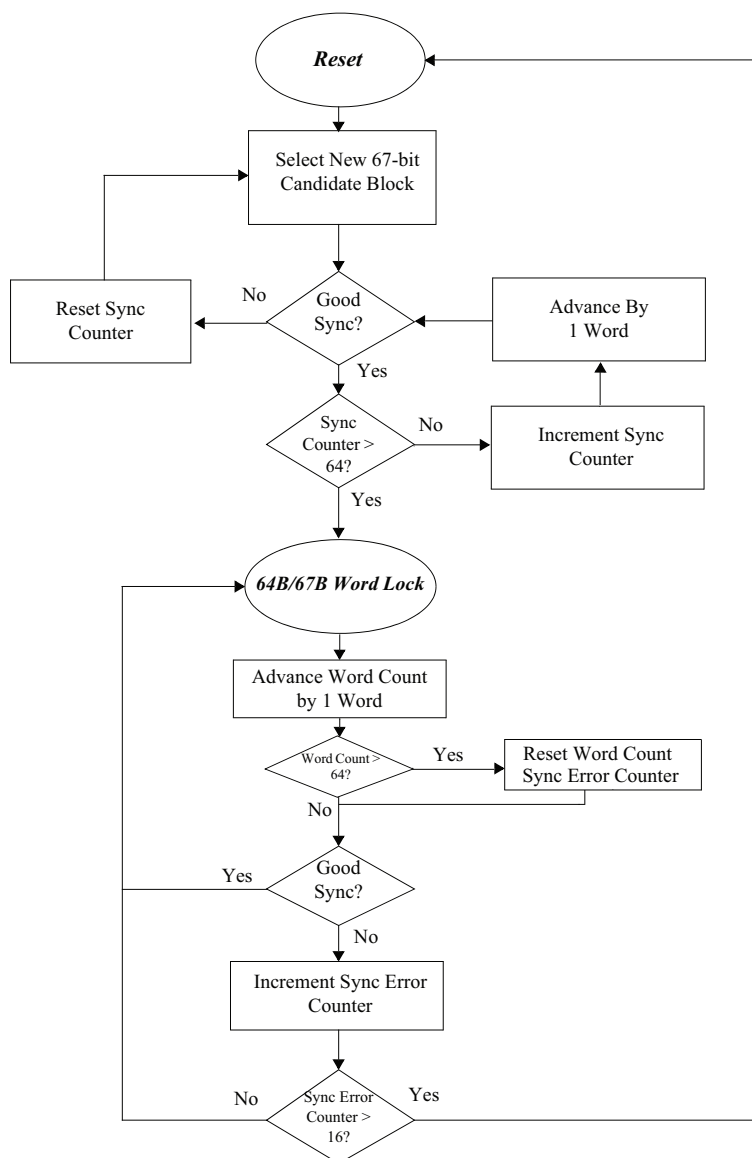 Reset
Select New 67-bit
Candidate Block
No
Good
Sync?
Reset Sync
Counter
Advance By
1 Word
Yes
Sync
Counter >
64?
No
Increment Sync
Counter
Yes
64B/67B Word Lock
Advance Word Count
by 1 Word
Word Count >
64?
Yes
Reset Word Count
Sync Error Counter
No
Good
Sync?
Yes
No
Increment Sync Error
Counter
No
Sync Error
Counter >
16?
Yes